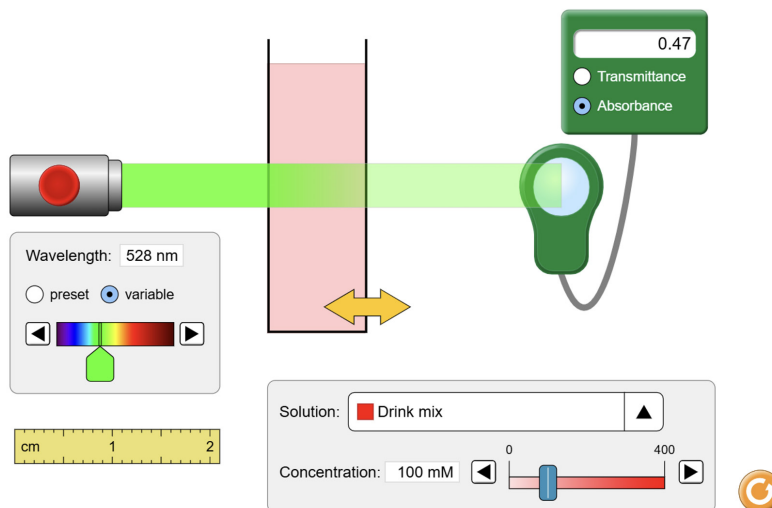 0.47
Transmittance
Absorbance
Wavelength: 528 nm
preset variable
cm 1 2
Solution: Drink mix
0 400
Concentration: 100 mM